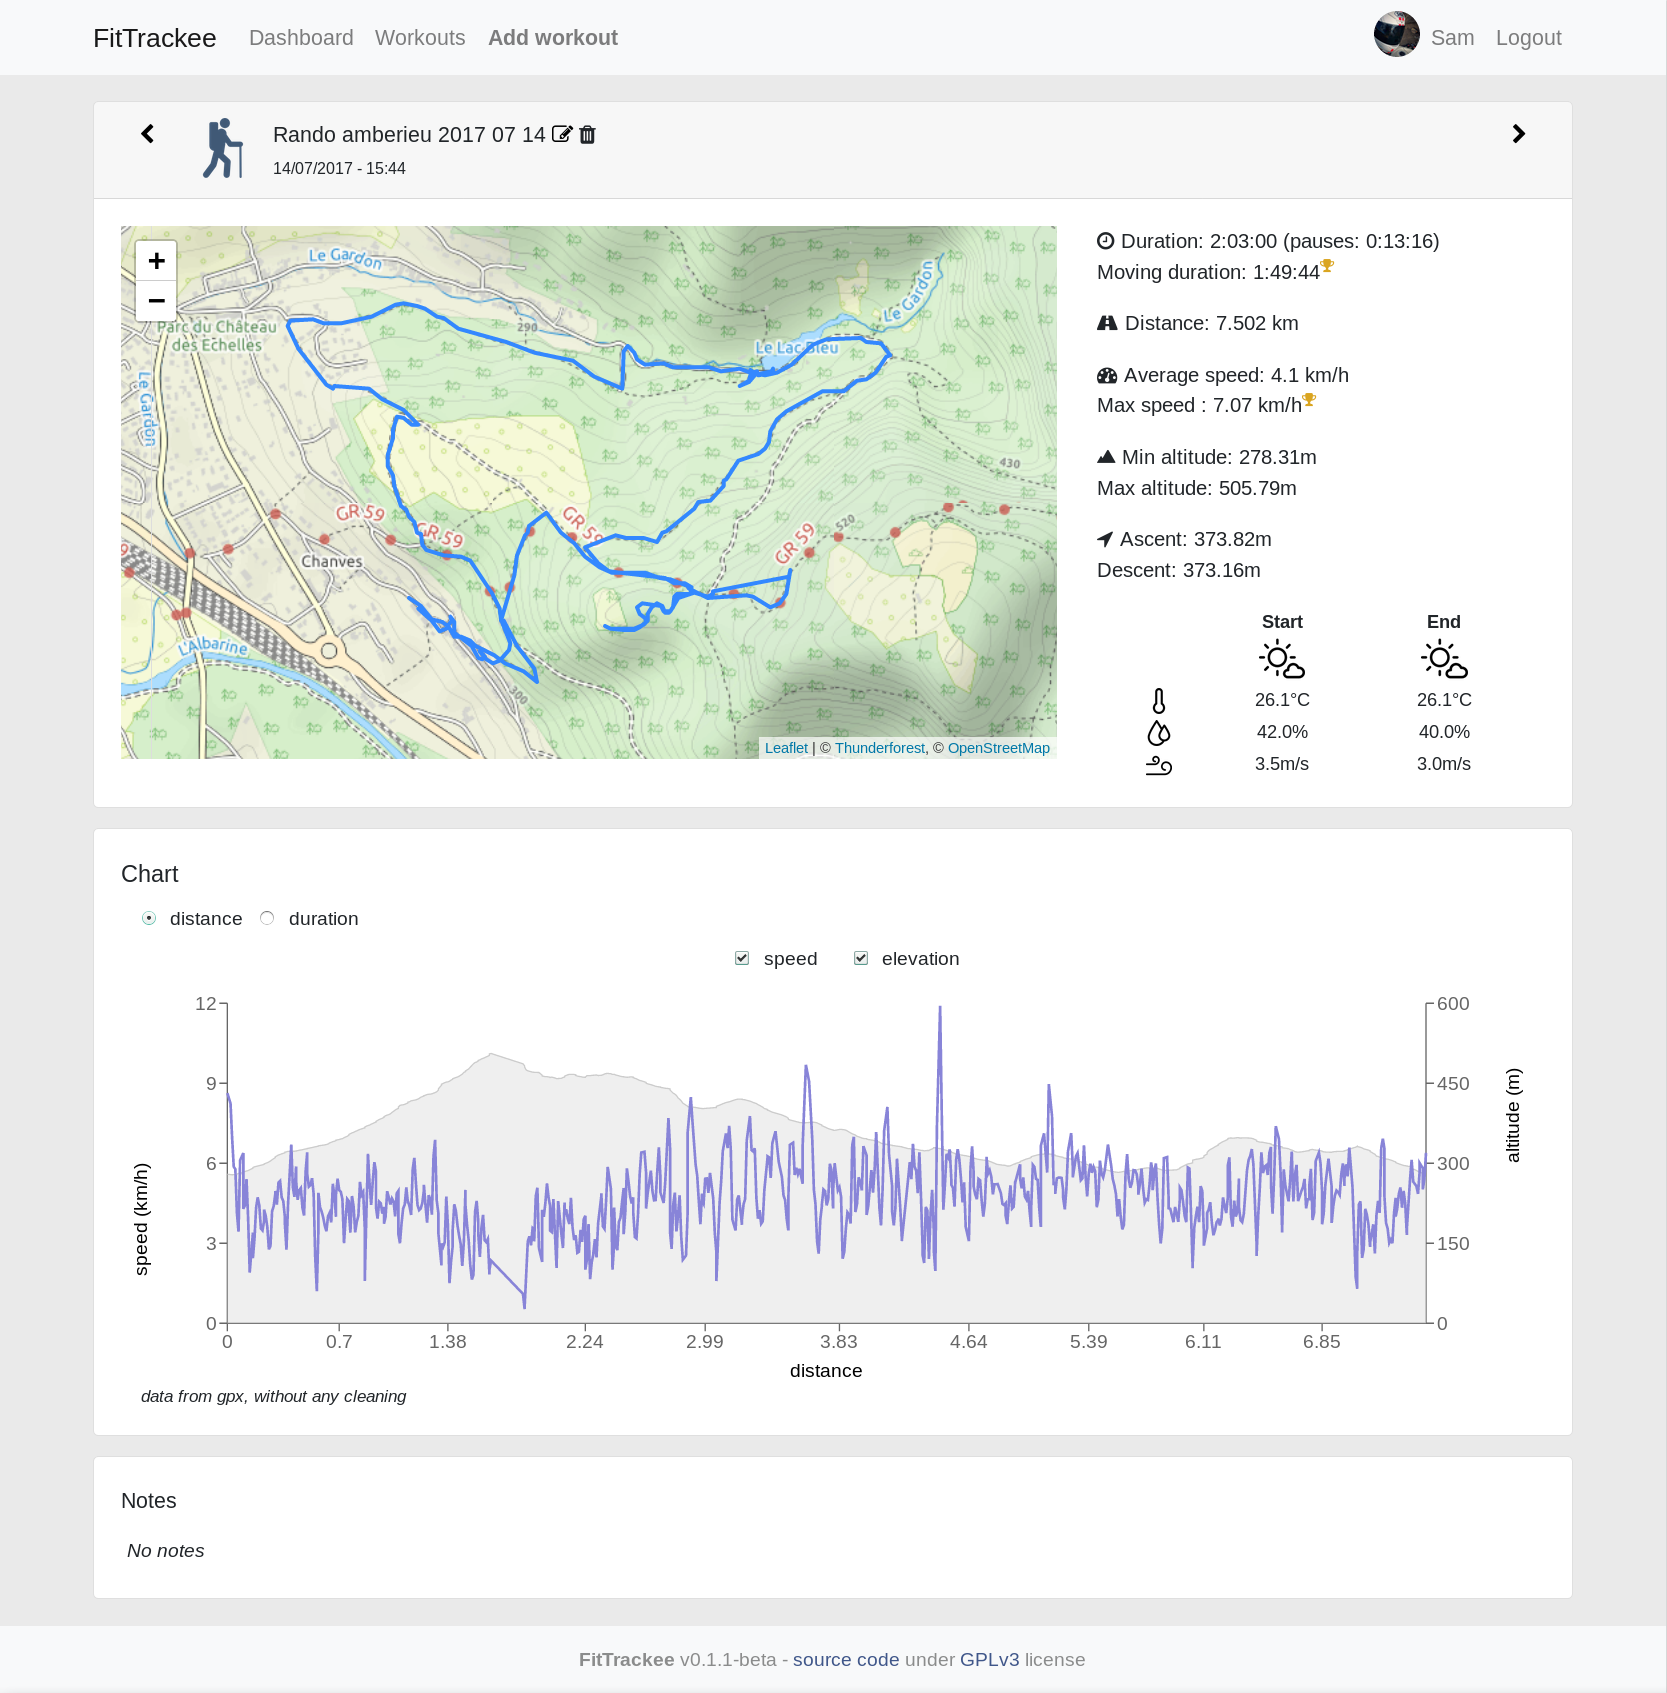 FitTrackee Dashboard Workouts Add workout Sam Logout
Rando amberieu 2017 07 14
14/07/2017 - 15:44
+
−
Le Gardon
Le Gardon
Parc du Château
des Echelles
290
Le Lac Bleu
Le Gardon
430
GR 59
GR 59
GR 59
GR 59
520
Chanves
L'Albarine
300
Leaflet | © Thunderforest, © OpenStreetMap
Duration: 2:03:00 (pauses: 0:13:16)
Moving duration: 1:49:44
Distance: 7.502 km
Average speed: 4.1 km/h
Max speed : 7.07 km/h
Min altitude: 278.31m
Max altitude: 505.79m
Ascent: 373.82m
Descent: 373.16m
Start End
26.1°C 26.1°C
42.0% 40.0%
3.5m/s 3.0m/s
Chart
distance duration
speed elevation
12
9
6
3
0
speed (km/h)
600
450
300
150
0
altitude (m)
0 0.7 1.38 2.24 2.99 3.83 4.64 5.39 6.11 6.85
distance
data from gpx, without any cleaning
Notes
No notes
FitTrackee v0.1.1-beta - source code under GPLv3 license